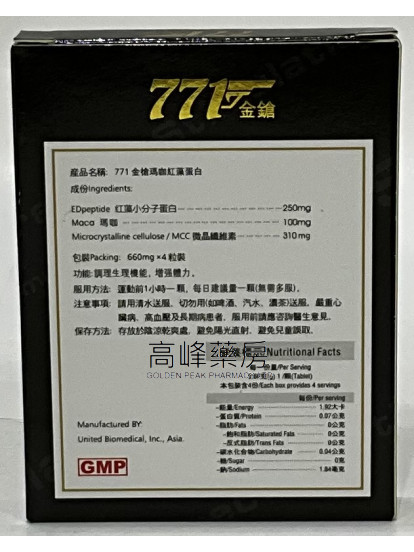 771
金鎗
產品名稱: 771 金槍瑪咖紅藻蛋白
成份Ingredients:
EDpeptide 紅藻小分子蛋白 250mg
Maca 瑪咖 100mg
Microcrystalline cellulose / MCC 微晶纖維素 310mg
包裝Packing: 660mg × 4粒裝
功能: 調理生理機能, 增強體力。
服用方法: 運動前1小時一顆, 每日建議量一顆(無需多服)。
注意事項: 請用清水送服, 切勿用(如啤酒、汽水、濃茶)送服、嚴重心
臟病、高血壓及長期病患者, 服用前請應咨詢醫生意見。
保存方法: 存放於陰涼乾爽處, 避免陽光直射, 避免兒童誤取。
高峰藥房
GOLDEN PEAK PHARMACY
Nutritional Facts
每一份量/Per Serving
1顆(Tablet)
本包裝含4份/Each box provides 4 servings
每份/Per serving
能量/Energy 1.92大卡
蛋白質/Protein 0.07公克
脂肪/Fats 0公克
飽和脂肪/Saturated Fats 0公克
反式脂肪/Trans Fats 0公克
碳水化合物/Carbohydrate 0.04公克
糖/Sugar 0克
鈉/Sodium 1.84毫克
Manufactured BY:
United Biomedical, Inc., Asia.
GMP